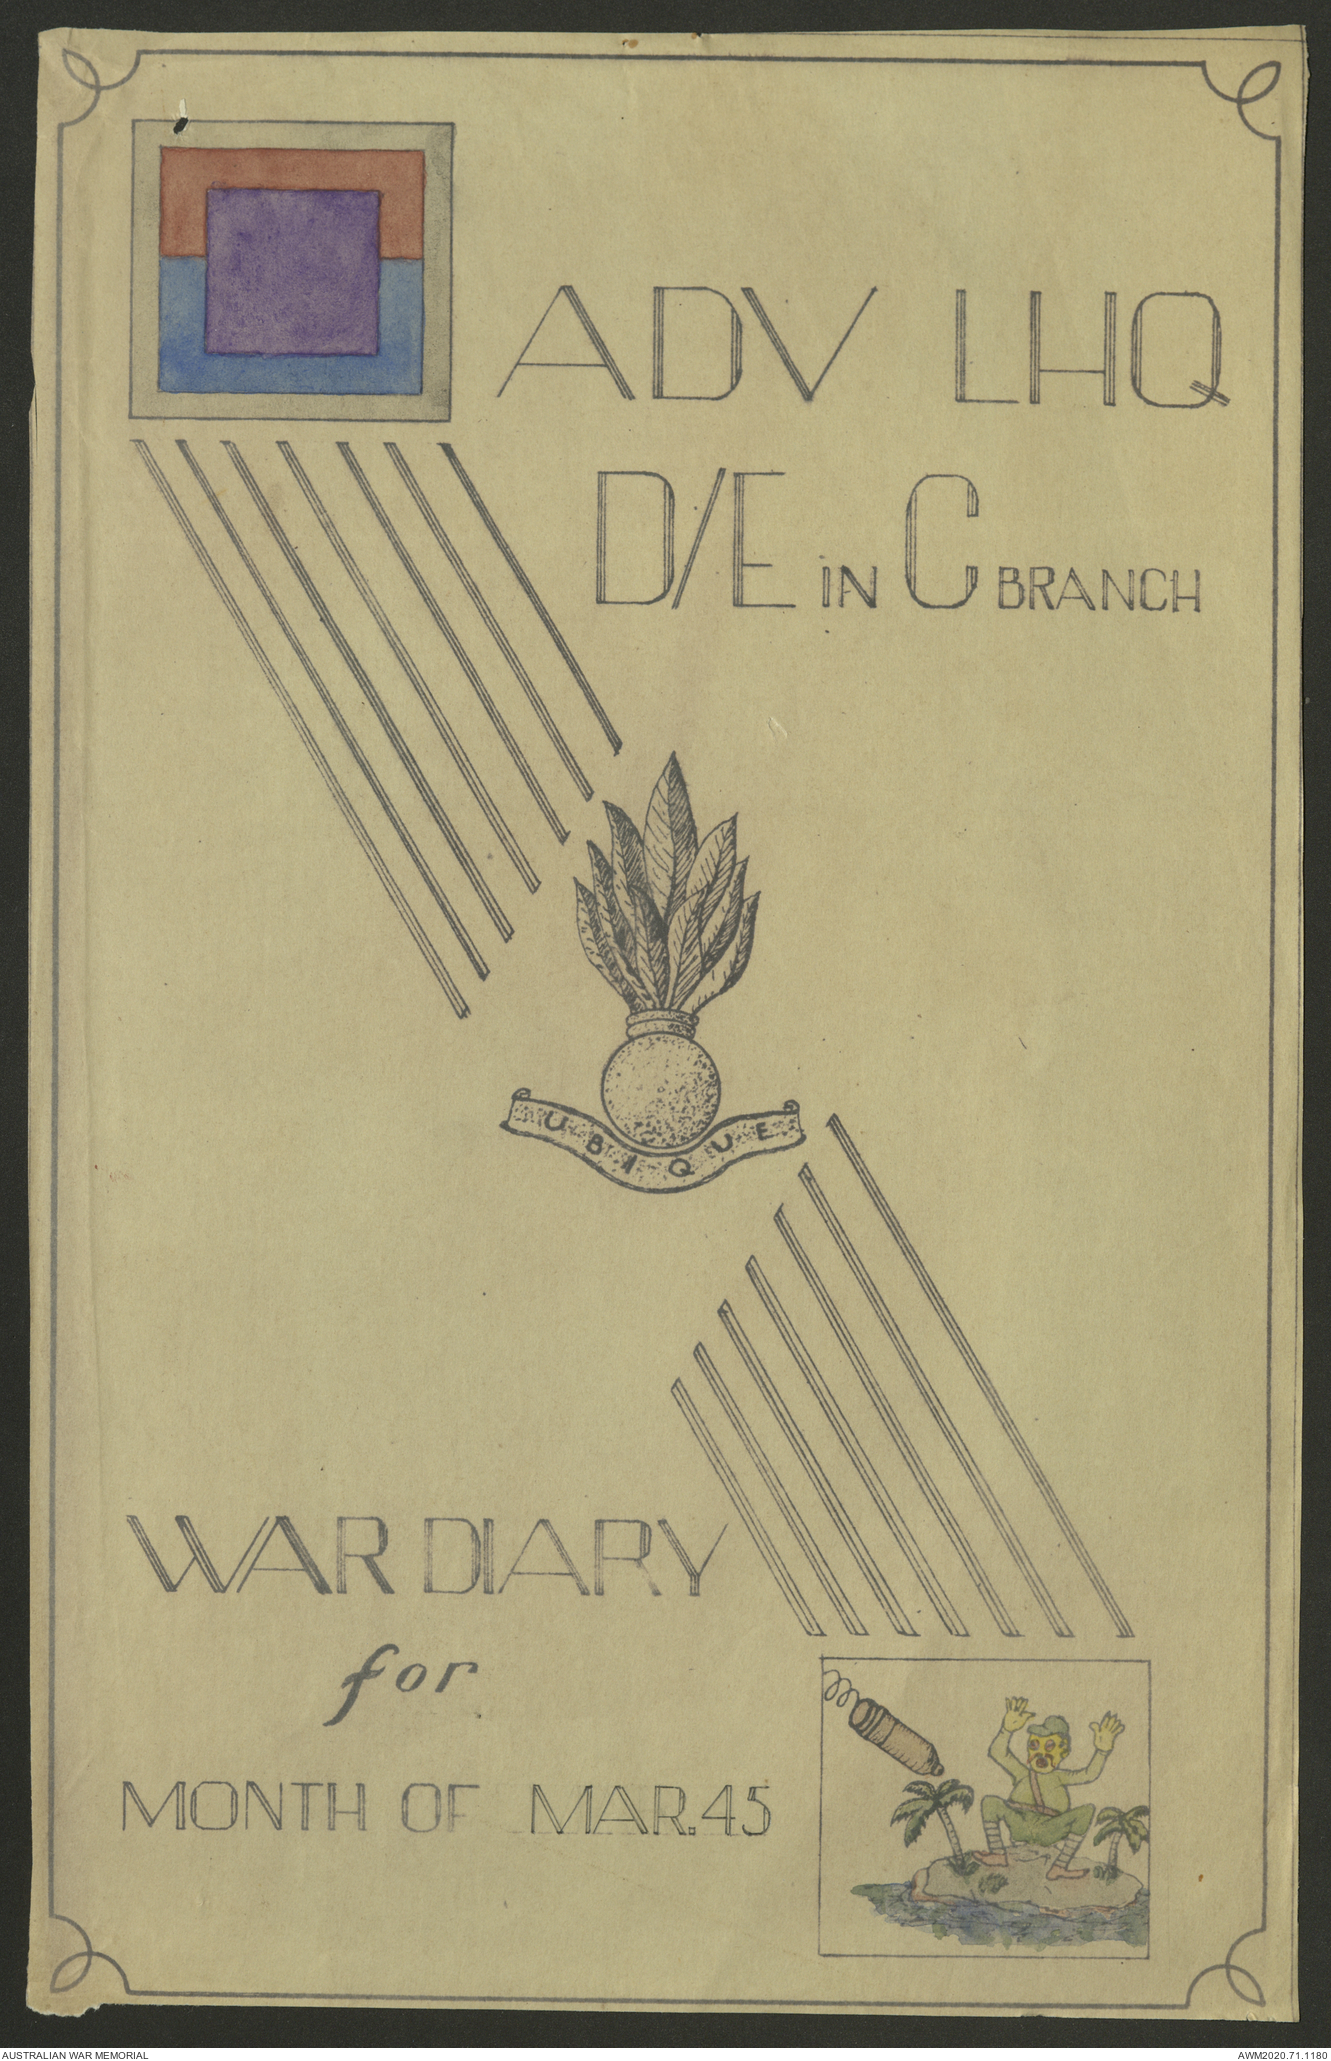 ADV LHQ
D/E IN C BRANCH
UBIQUE
WAR DIARY
for
MONTH OF MAR. 45
AUSTRALIAN WAR MEMORIAL
AWM2020.71.1180